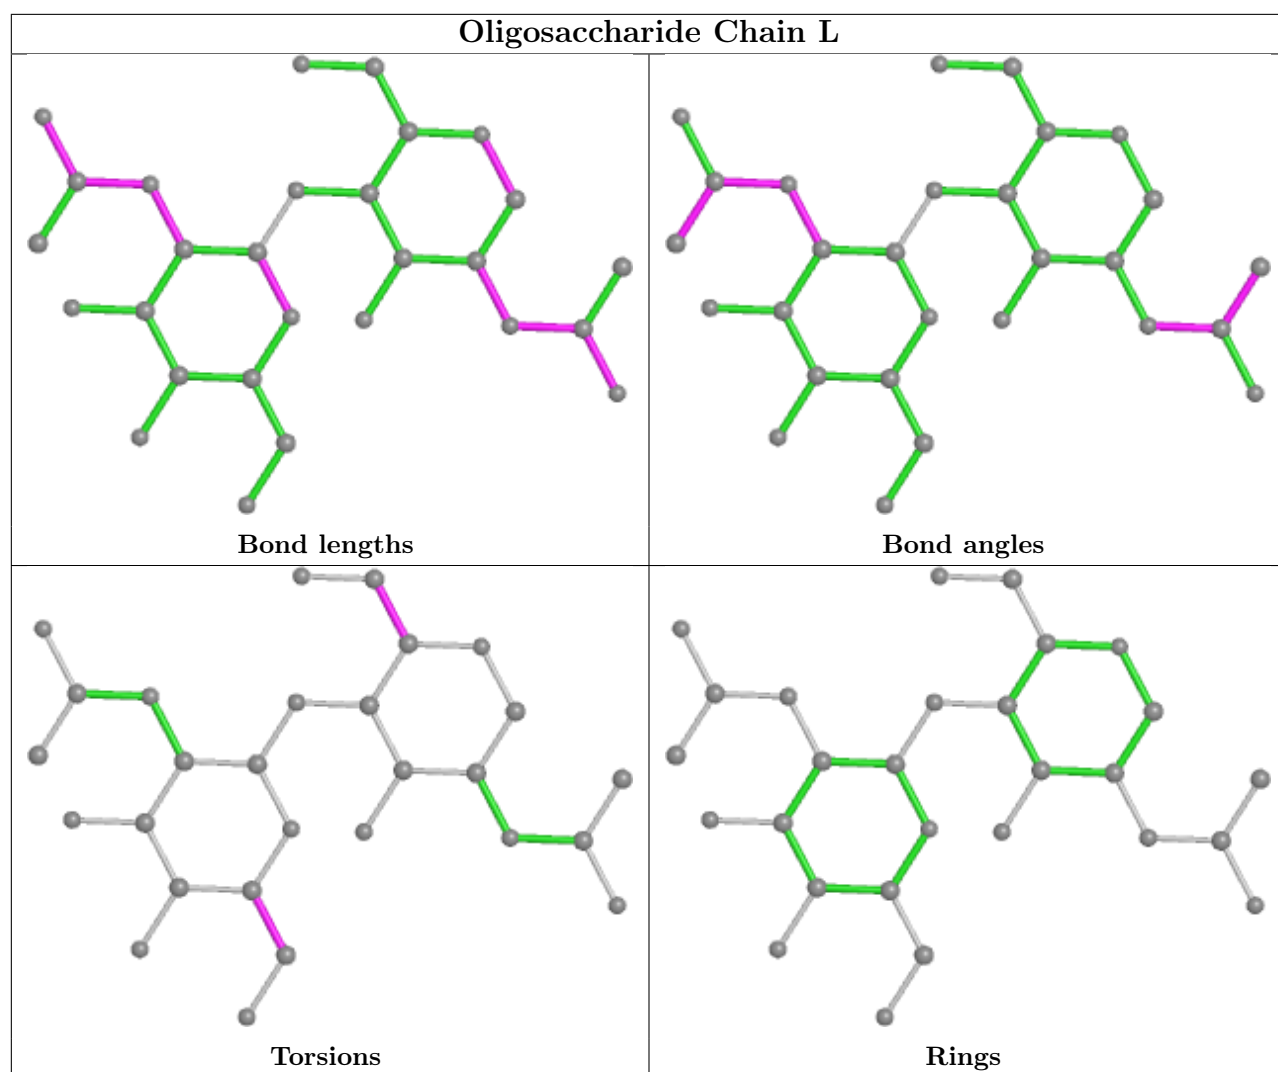 Oligosaccharide Chain L
Bond lengths
Bond angles
Torsions
Rings